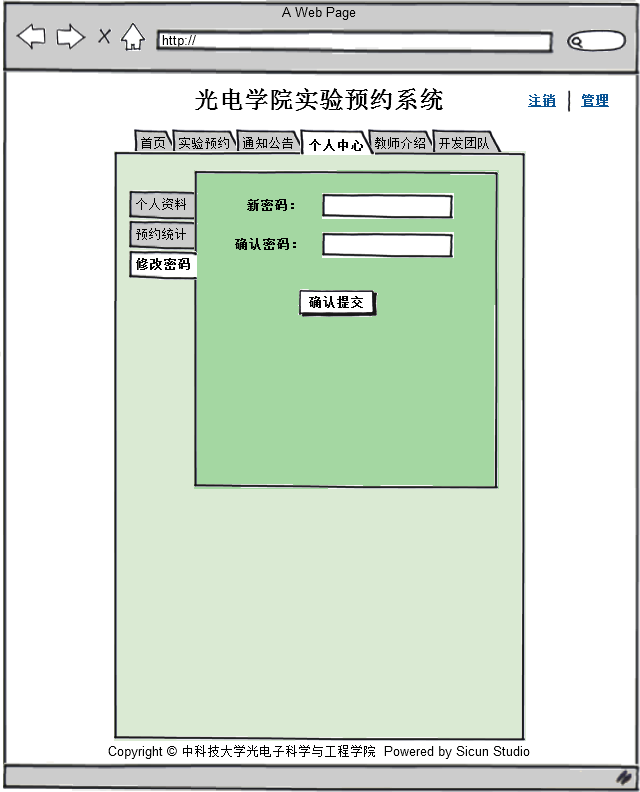 A Web Page
http://
光电学院实验预约系统
注销 | 管理
首页 实验预约 通知公告 个人中心 教师介绍 开发团队
个人资料
预约统计
修改密码
新密码：
确认密码：
确认提交
Copyright © 中科技大学光电子科学与工程学院 Powered by Sicun Studio